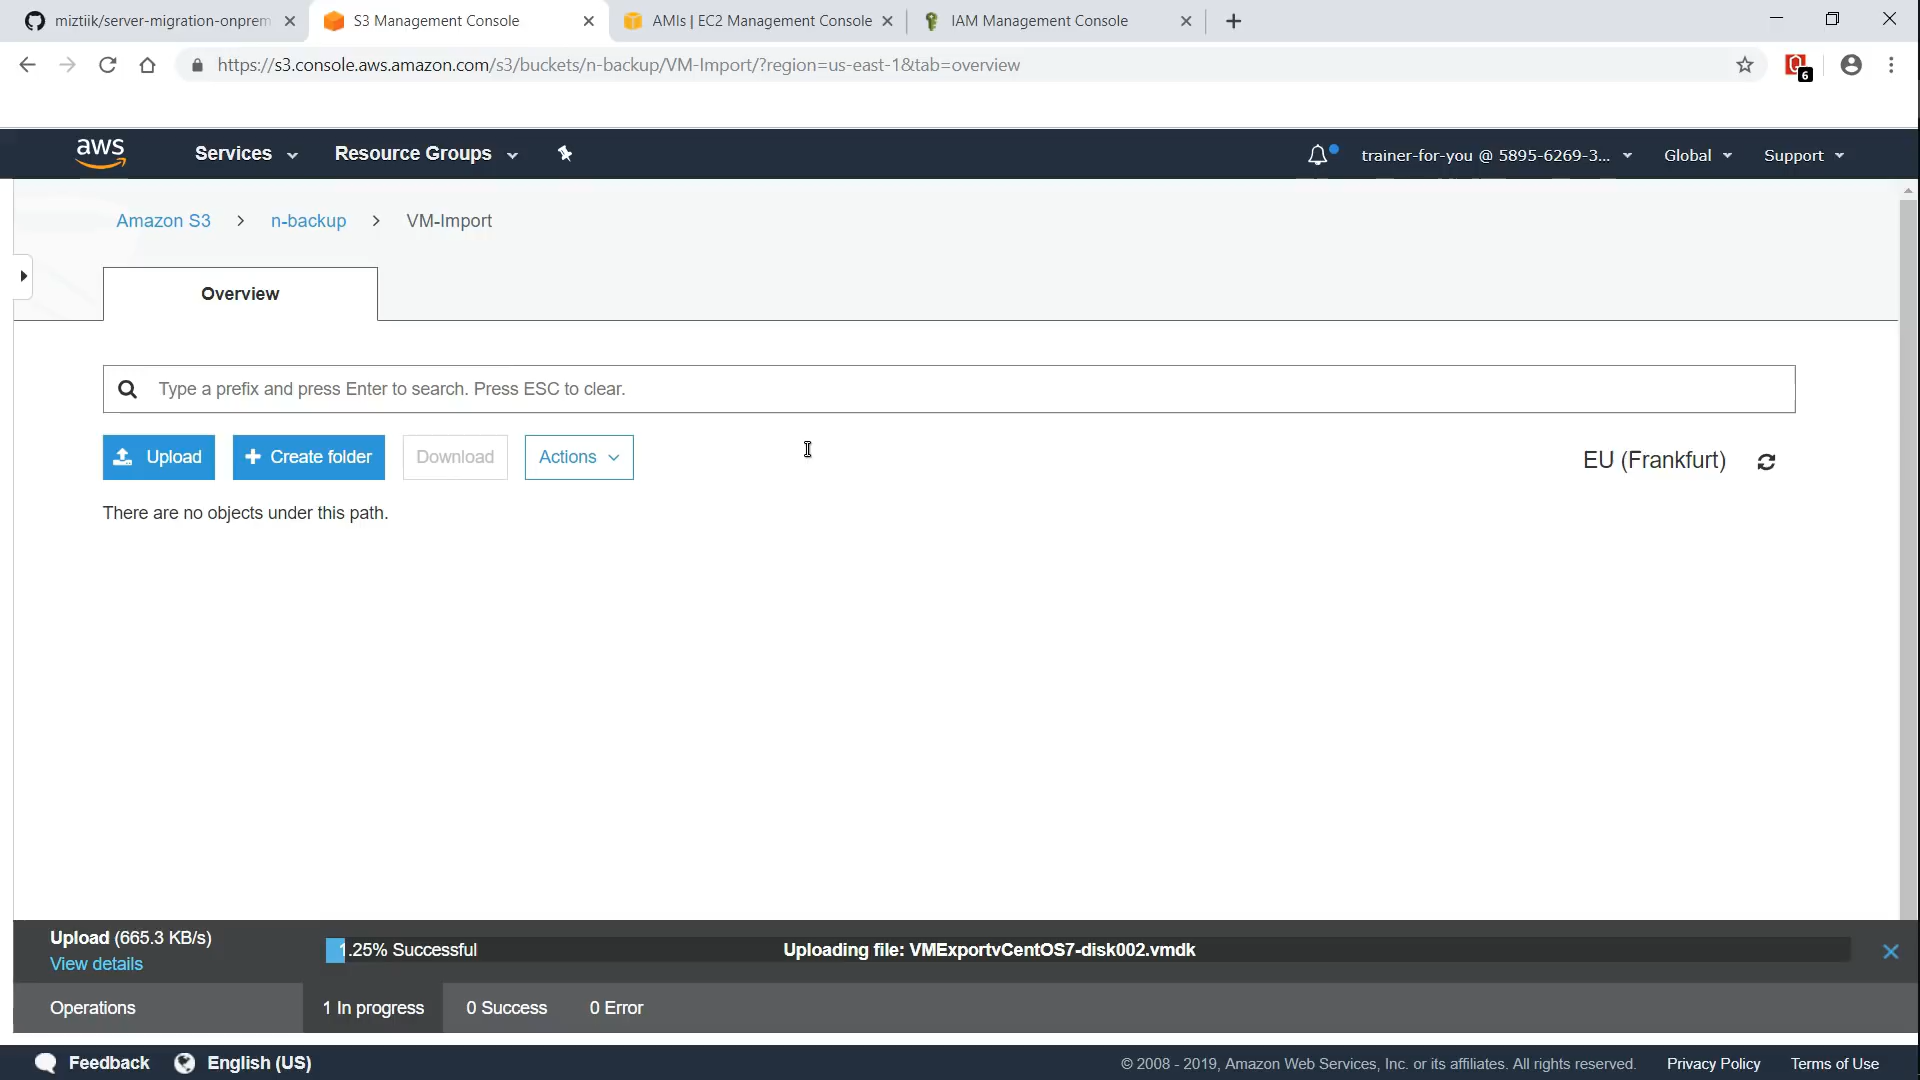 miztiik/server-migration-onprem
S3 Management Console
AMIs | EC2 Management Console
IAM Management Console
https://s3.console.aws.amazon.com/s3/buckets/n-backup/VM-Import/?region=us-east-1&tab=overview
6
aws
Services
Resource Groups
trainer-for-you @ 5895-6269-3...
Global
Support
Amazon S3 > n-backup > VM-Import
Overview
Type a prefix and press Enter to search. Press ESC to clear.
Upload
+ Create folder
Download
Actions
EU (Frankfurt)
There are no objects under this path.
Upload (665.3 KB/s)
View details
1.25% Successful
Uploading file: VMExportvCentOS7-disk002.vmdk
Operations
1 In progress
0 Success
0 Error
Feedback
English (US)
© 2008 - 2019, Amazon Web Services, Inc. or its affiliates. All rights reserved.
Privacy Policy
Terms of Use